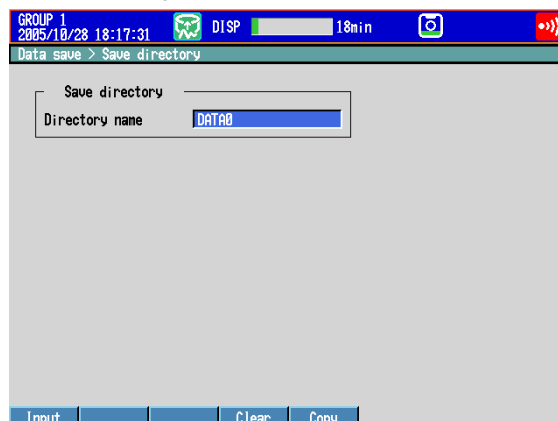 GROUP 1
2005/10/28 18:17:31 DISP 18min
Data save > Save directory
Save directory
Directory name DATA0
Input Clear Copy